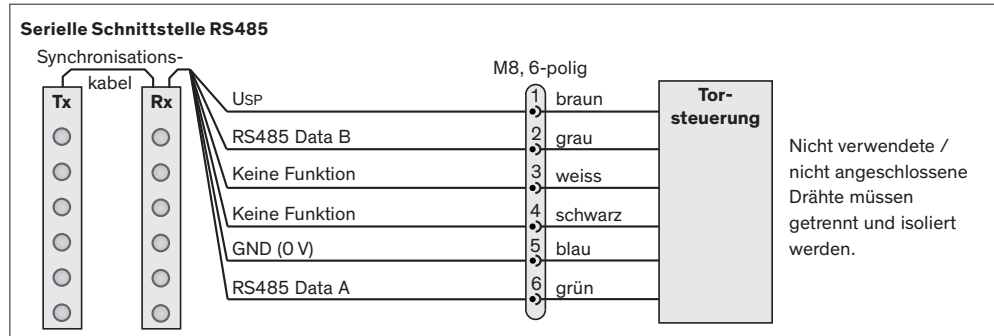 Serielle Schnittstelle RS485
Synchronisations-
kabel
Tx
Rx
M8, 6-polig
USP
1
braun
RS485 Data B
2
grau
Keine Funktion
3
weiss
Keine Funktion
4
schwarz
GND (0 V)
5
blau
RS485 Data A
6
grün
Tor-
steuerung
Nicht verwendete /
nicht angeschlossene
Drähte müssen
getrennt und isoliert
werden.